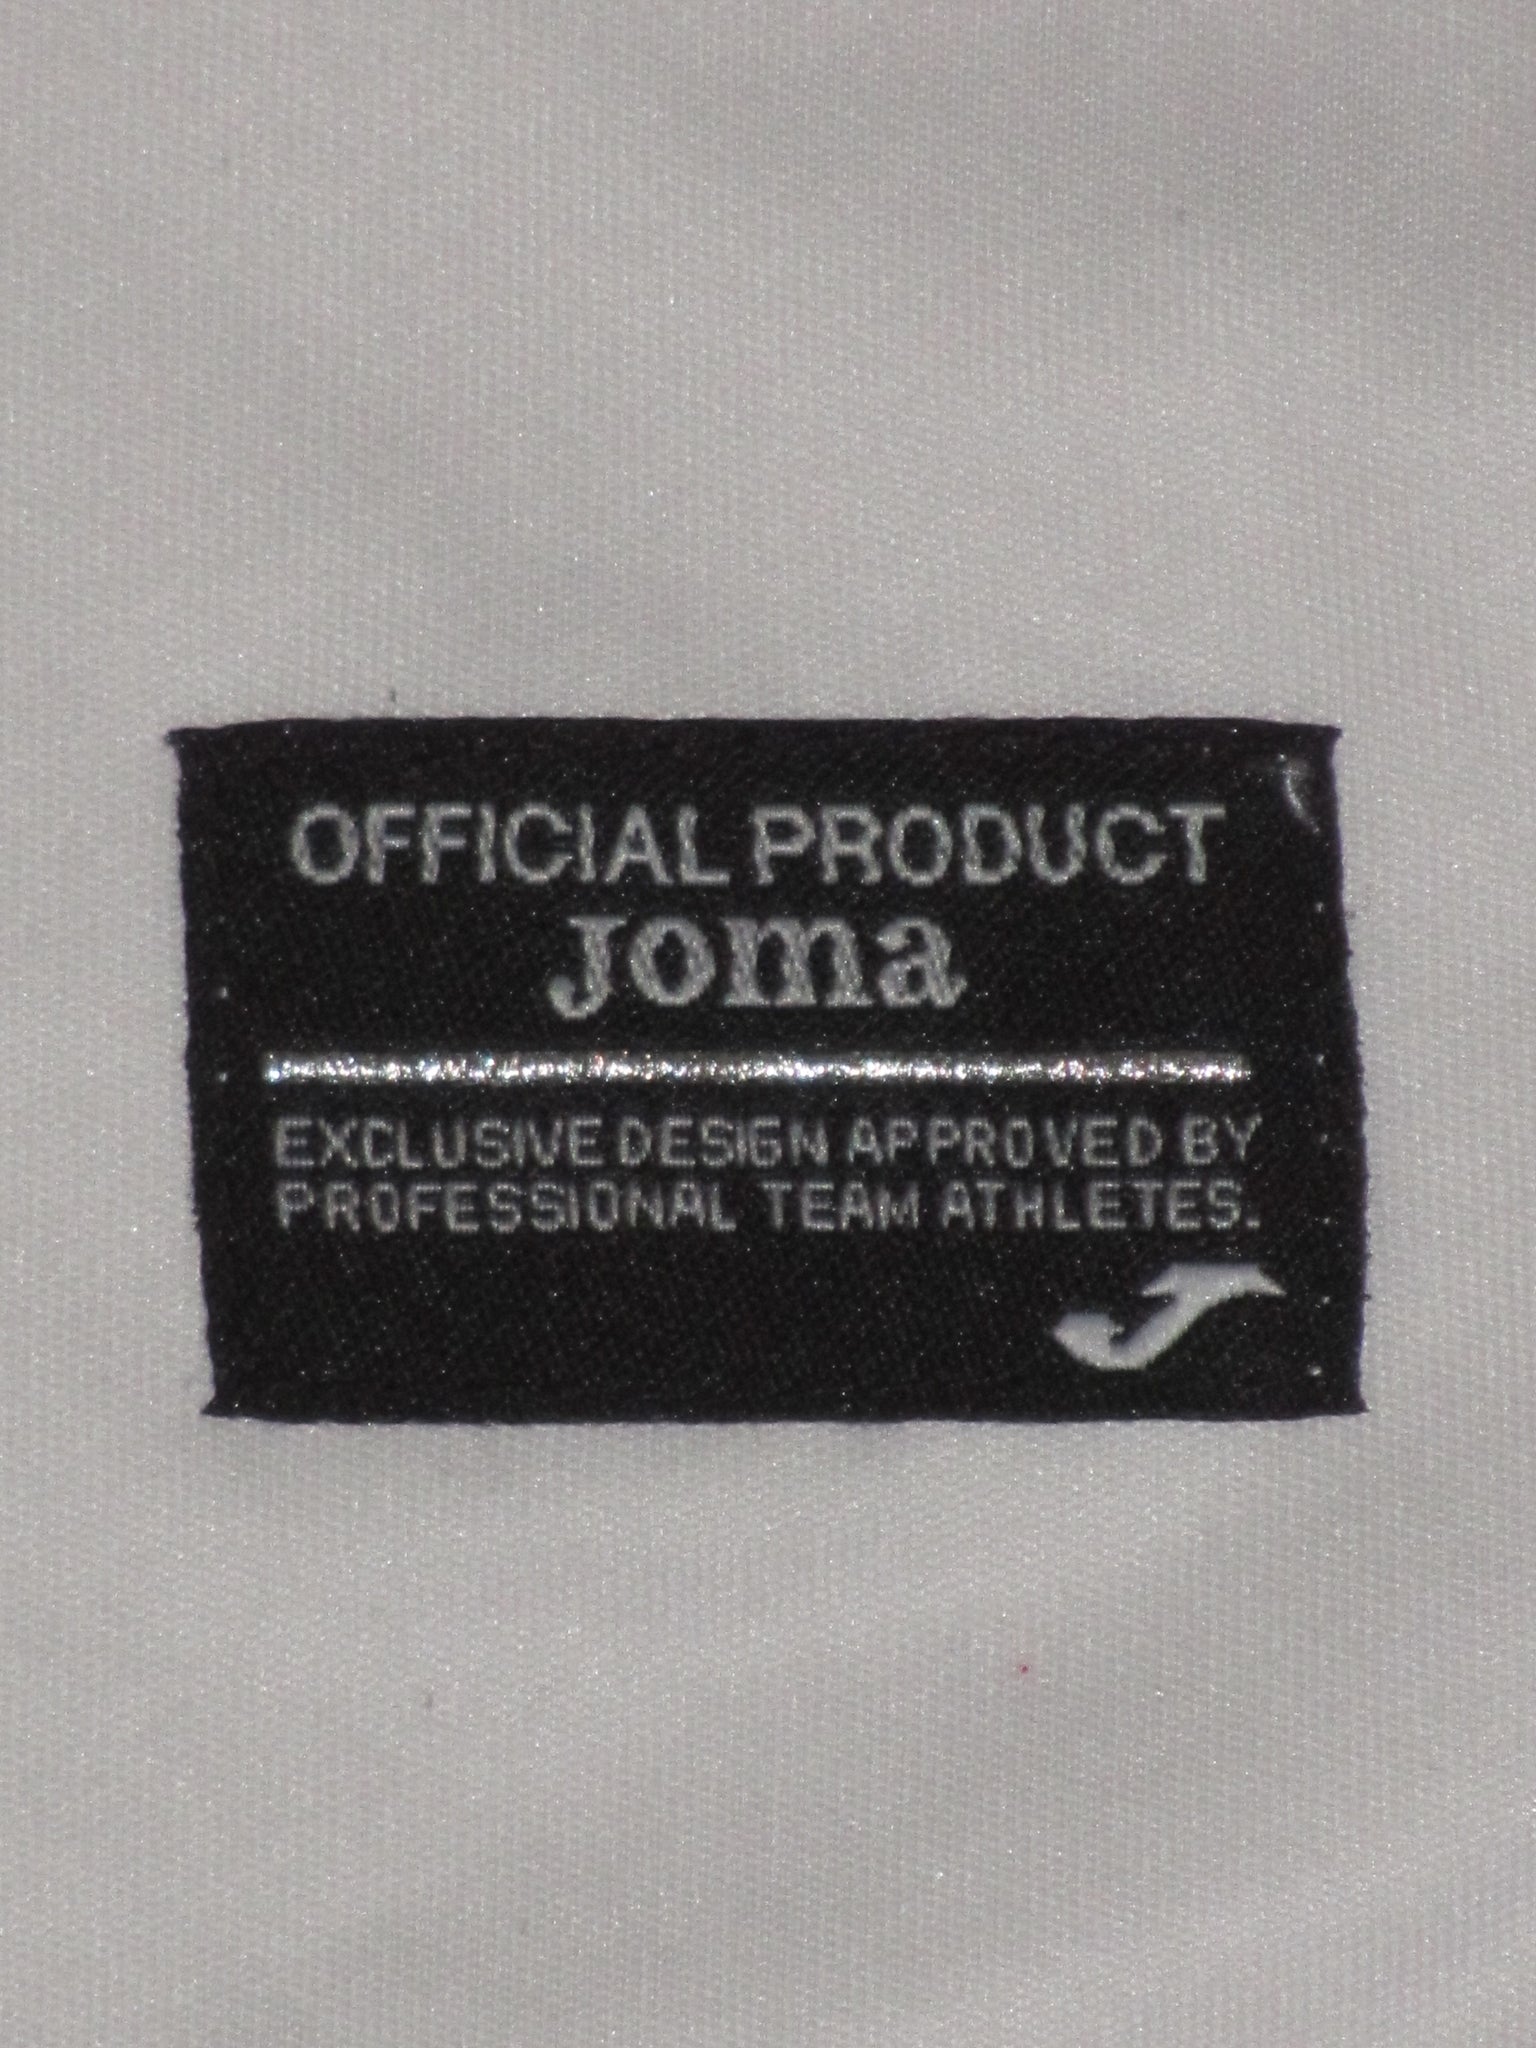 OFFICIAL PRODUCT
Joma
EXCLUSIVE DESIGN APPROVED BY
PROFESSIONAL TEAM ATHLETES.